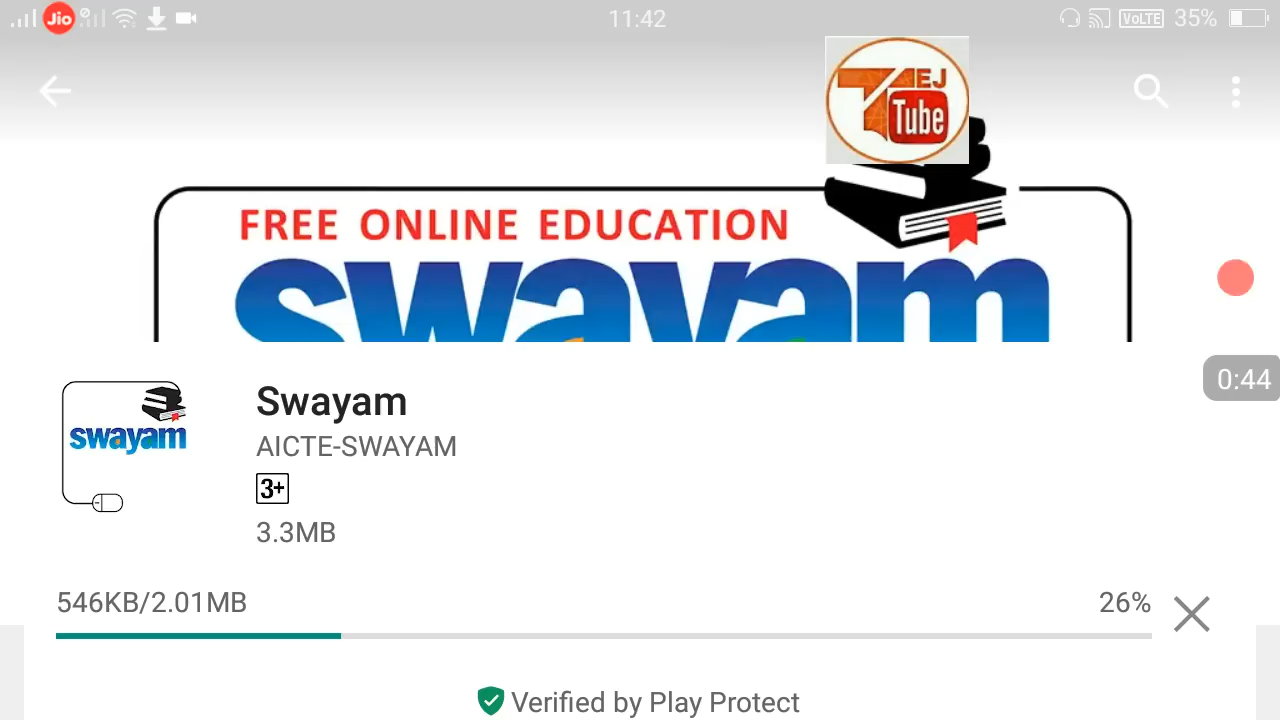 Jio
11:42
VoLTE
35%
TEJ
Tube
FREE ONLINE EDUCATION
swayam
0:44
swayam
Swayam
AICTE-SWAYAM
3+
3.3MB
546KB/2.01MB
26%
Verified by Play Protect